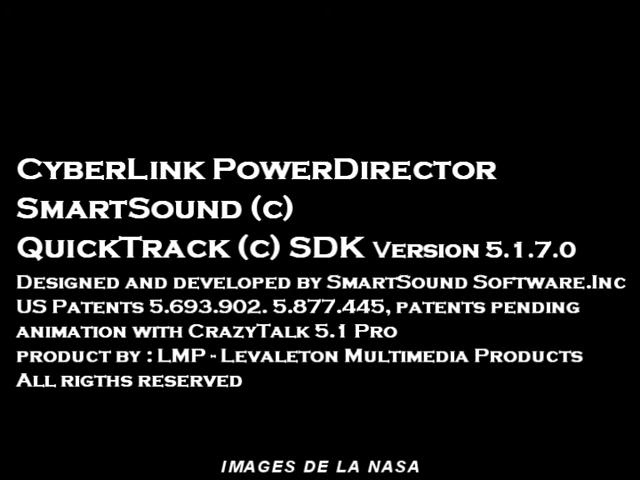 CyberLink PowerDirector
SmartSound (c)
QuickTrack (c) SDK Version 5.1.7.0
Designed and developed by SmartSound Software.Inc
US Patents 5.693.902. 5.877.445, patents pending
animation with CrazyTalk 5.1 Pro
product by : LMP - Levaleton Multimedia Products
All rigths reserved
IMAGES DE LA NASA